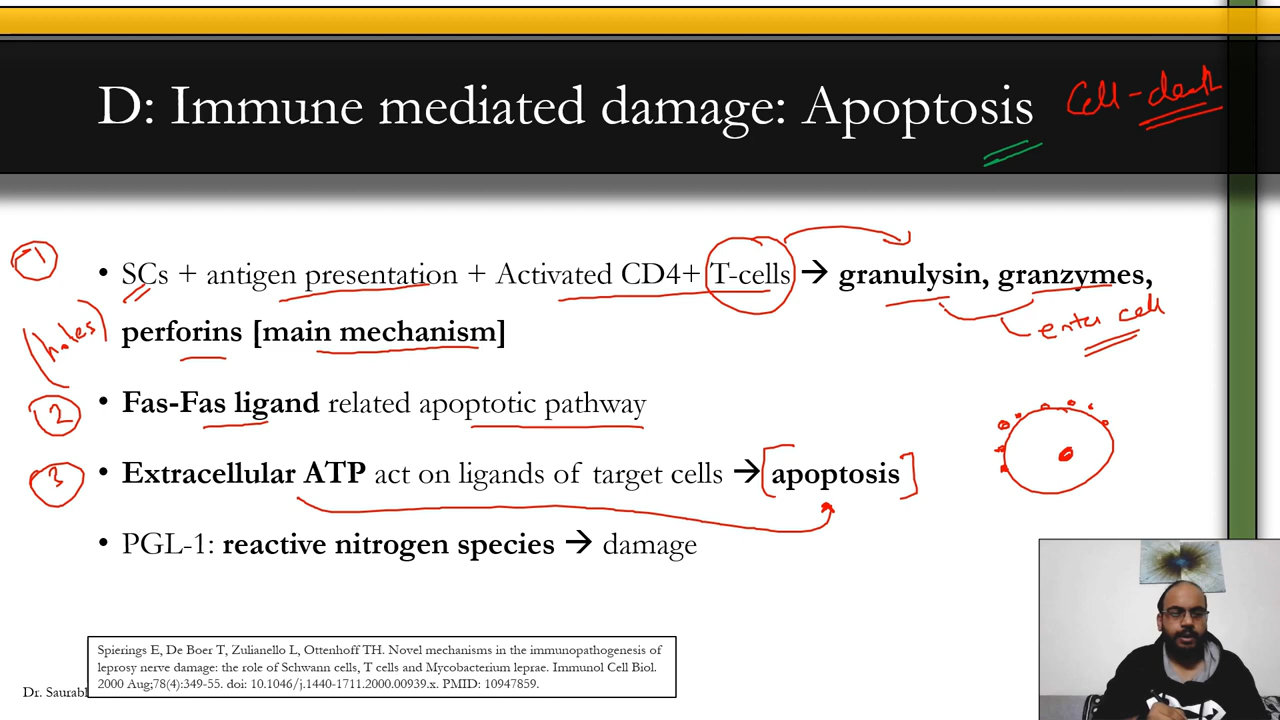 D: Immune mediated damage: Apoptosis
Cell-death
1
• SCs + antigen presentation + Activated CD4+ T-cells → granulysin, granzymes,
perforins [main mechanism]
(holes)
enter cell
2
• Fas-Fas ligand related apoptotic pathway
3
• Extracellular ATP act on ligands of target cells → [apoptosis]
• PGL-1: reactive nitrogen species → damage
Spierings E, De Boer T, Zulianello L, Ottenhoff TH. Novel mechanisms in the immunopathogenesis of
leprosy nerve damage: the role of Schwann cells, T cells and Mycobacterium leprae. Immunol Cell Biol.
2000 Aug;78(4):349-55. doi: 10.1046/j.1440-1711.2000.00939.x. PMID: 10947859.
Dr. Saurabh